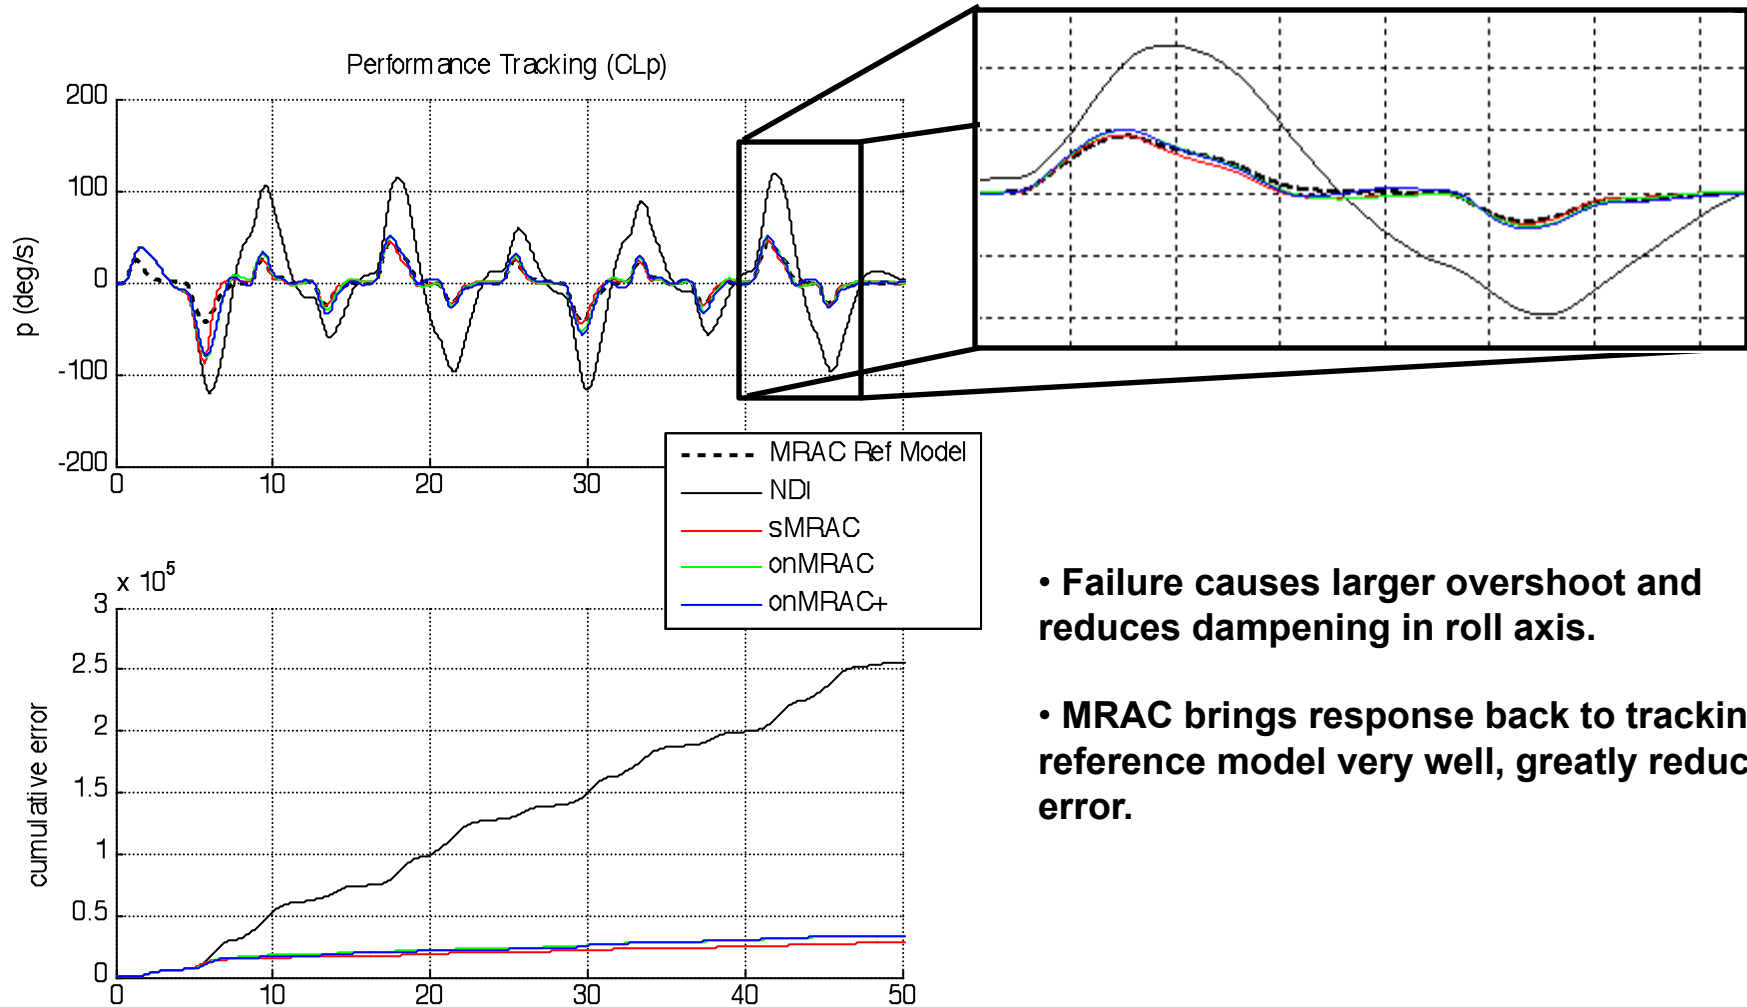 Performance Tracking (CLp)
200
100
0
-100
-200
p (deg/s)
0
10
20
30
50
MRAC Ref Model
NDI
sMRAC
onMRAC
onMRAC+
x 10^5
3
2.5
2
1.5
1
0.5
0
cumulative error
0
10
20
30
40
50
• Failure causes larger overshoot and
reduces dampening in roll axis.
• MRAC brings response back to trackin
reference model very well, greatly reduc
error.